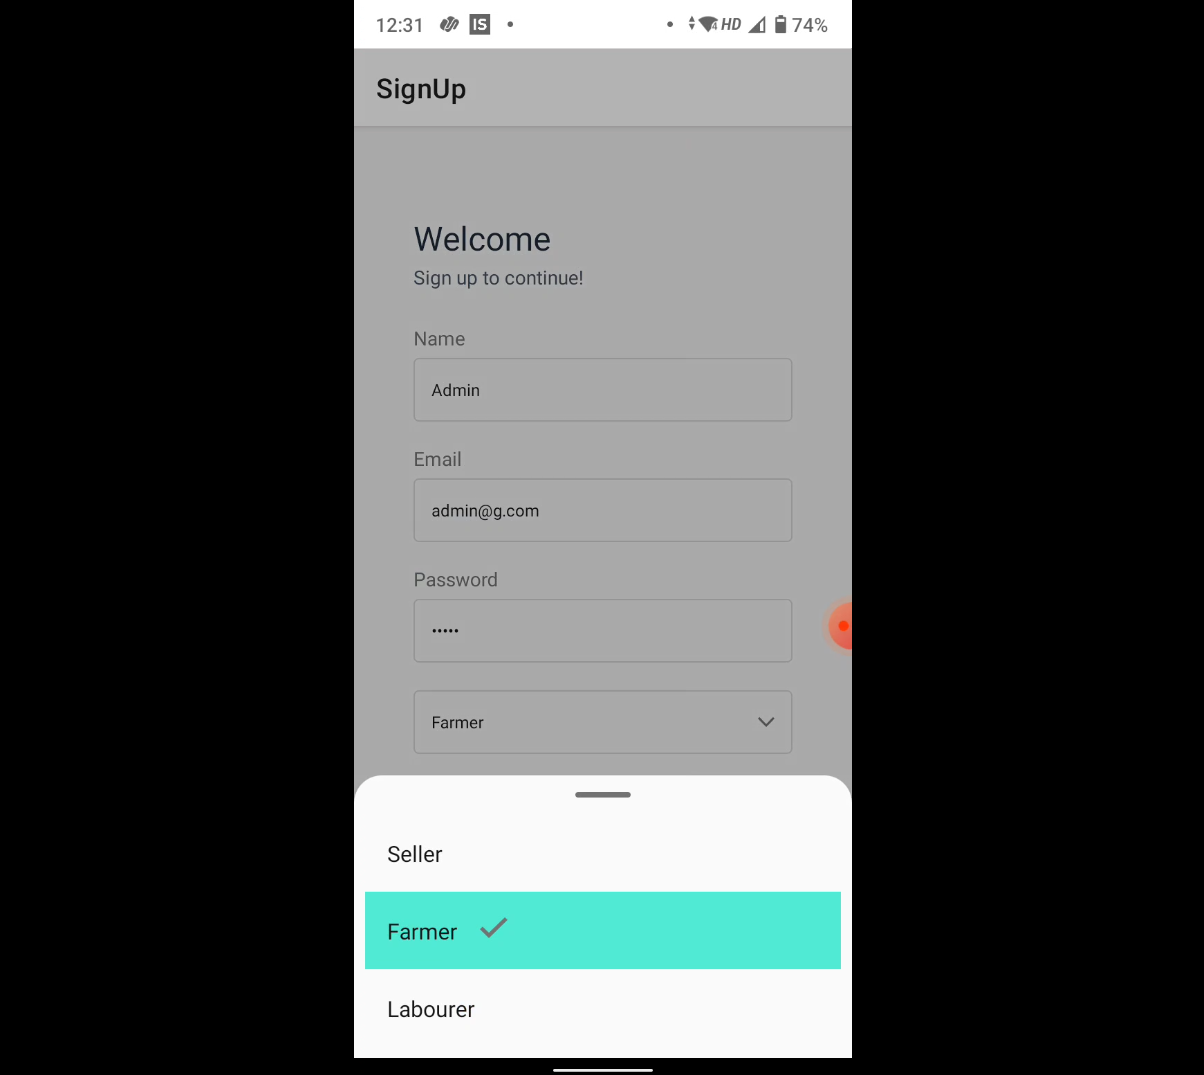 12:31 IS HD 74%
SignUp
Welcome
Sign up to continue!
Name
Admin
Email
admin@g.com
Password
•••••
Farmer
Seller
Farmer
Labourer